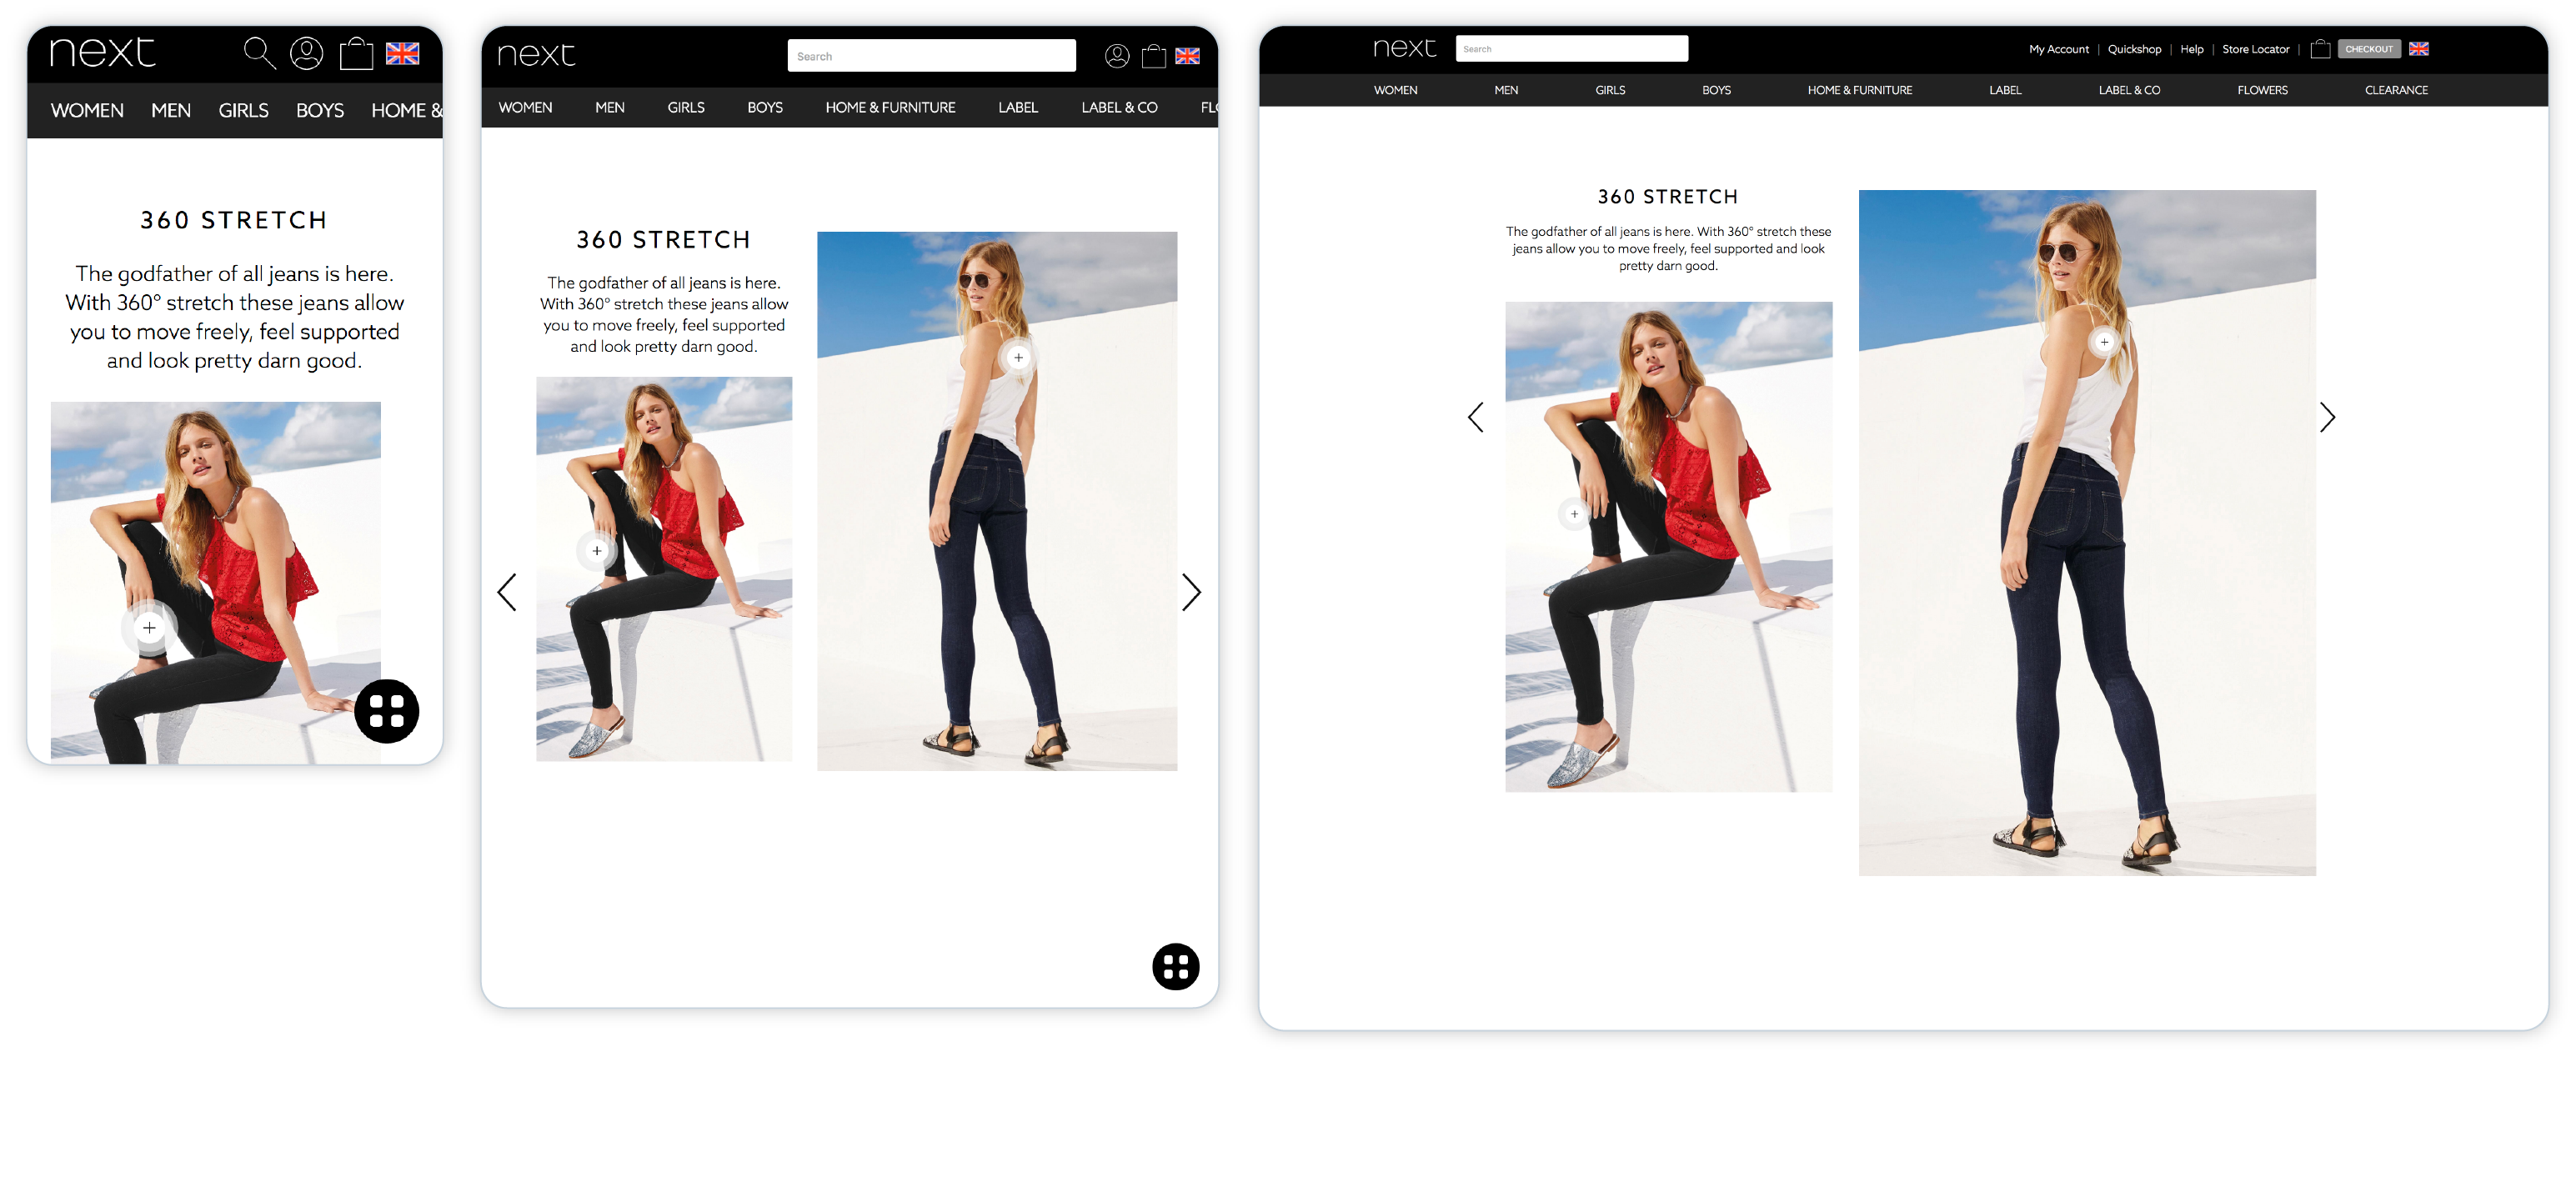 next
WOMEN MEN GIRLS BOYS HOME &
360 STRETCH
The godfather of all jeans is here.
With 360° stretch these jeans allow
you to move freely, feel supported
and look pretty darn good.
next Search
WOMEN MEN GIRLS BOYS HOME & FURNITURE LABEL LABEL & CO FLO
360 STRETCH
The godfather of all jeans is here.
With 360° stretch these jeans allow
you to move freely, feel supported
and look pretty darn good.
next Search My Account | Quickshop | Help | Store Locator | CHECKOUT
WOMEN MEN GIRLS BOYS HOME & FURNITURE LABEL LABEL & CO FLOWERS CLEARANCE
360 STRETCH
The godfather of all jeans is here. With 360° stretch these
jeans allow you to move freely, feel supported and look
pretty darn good.